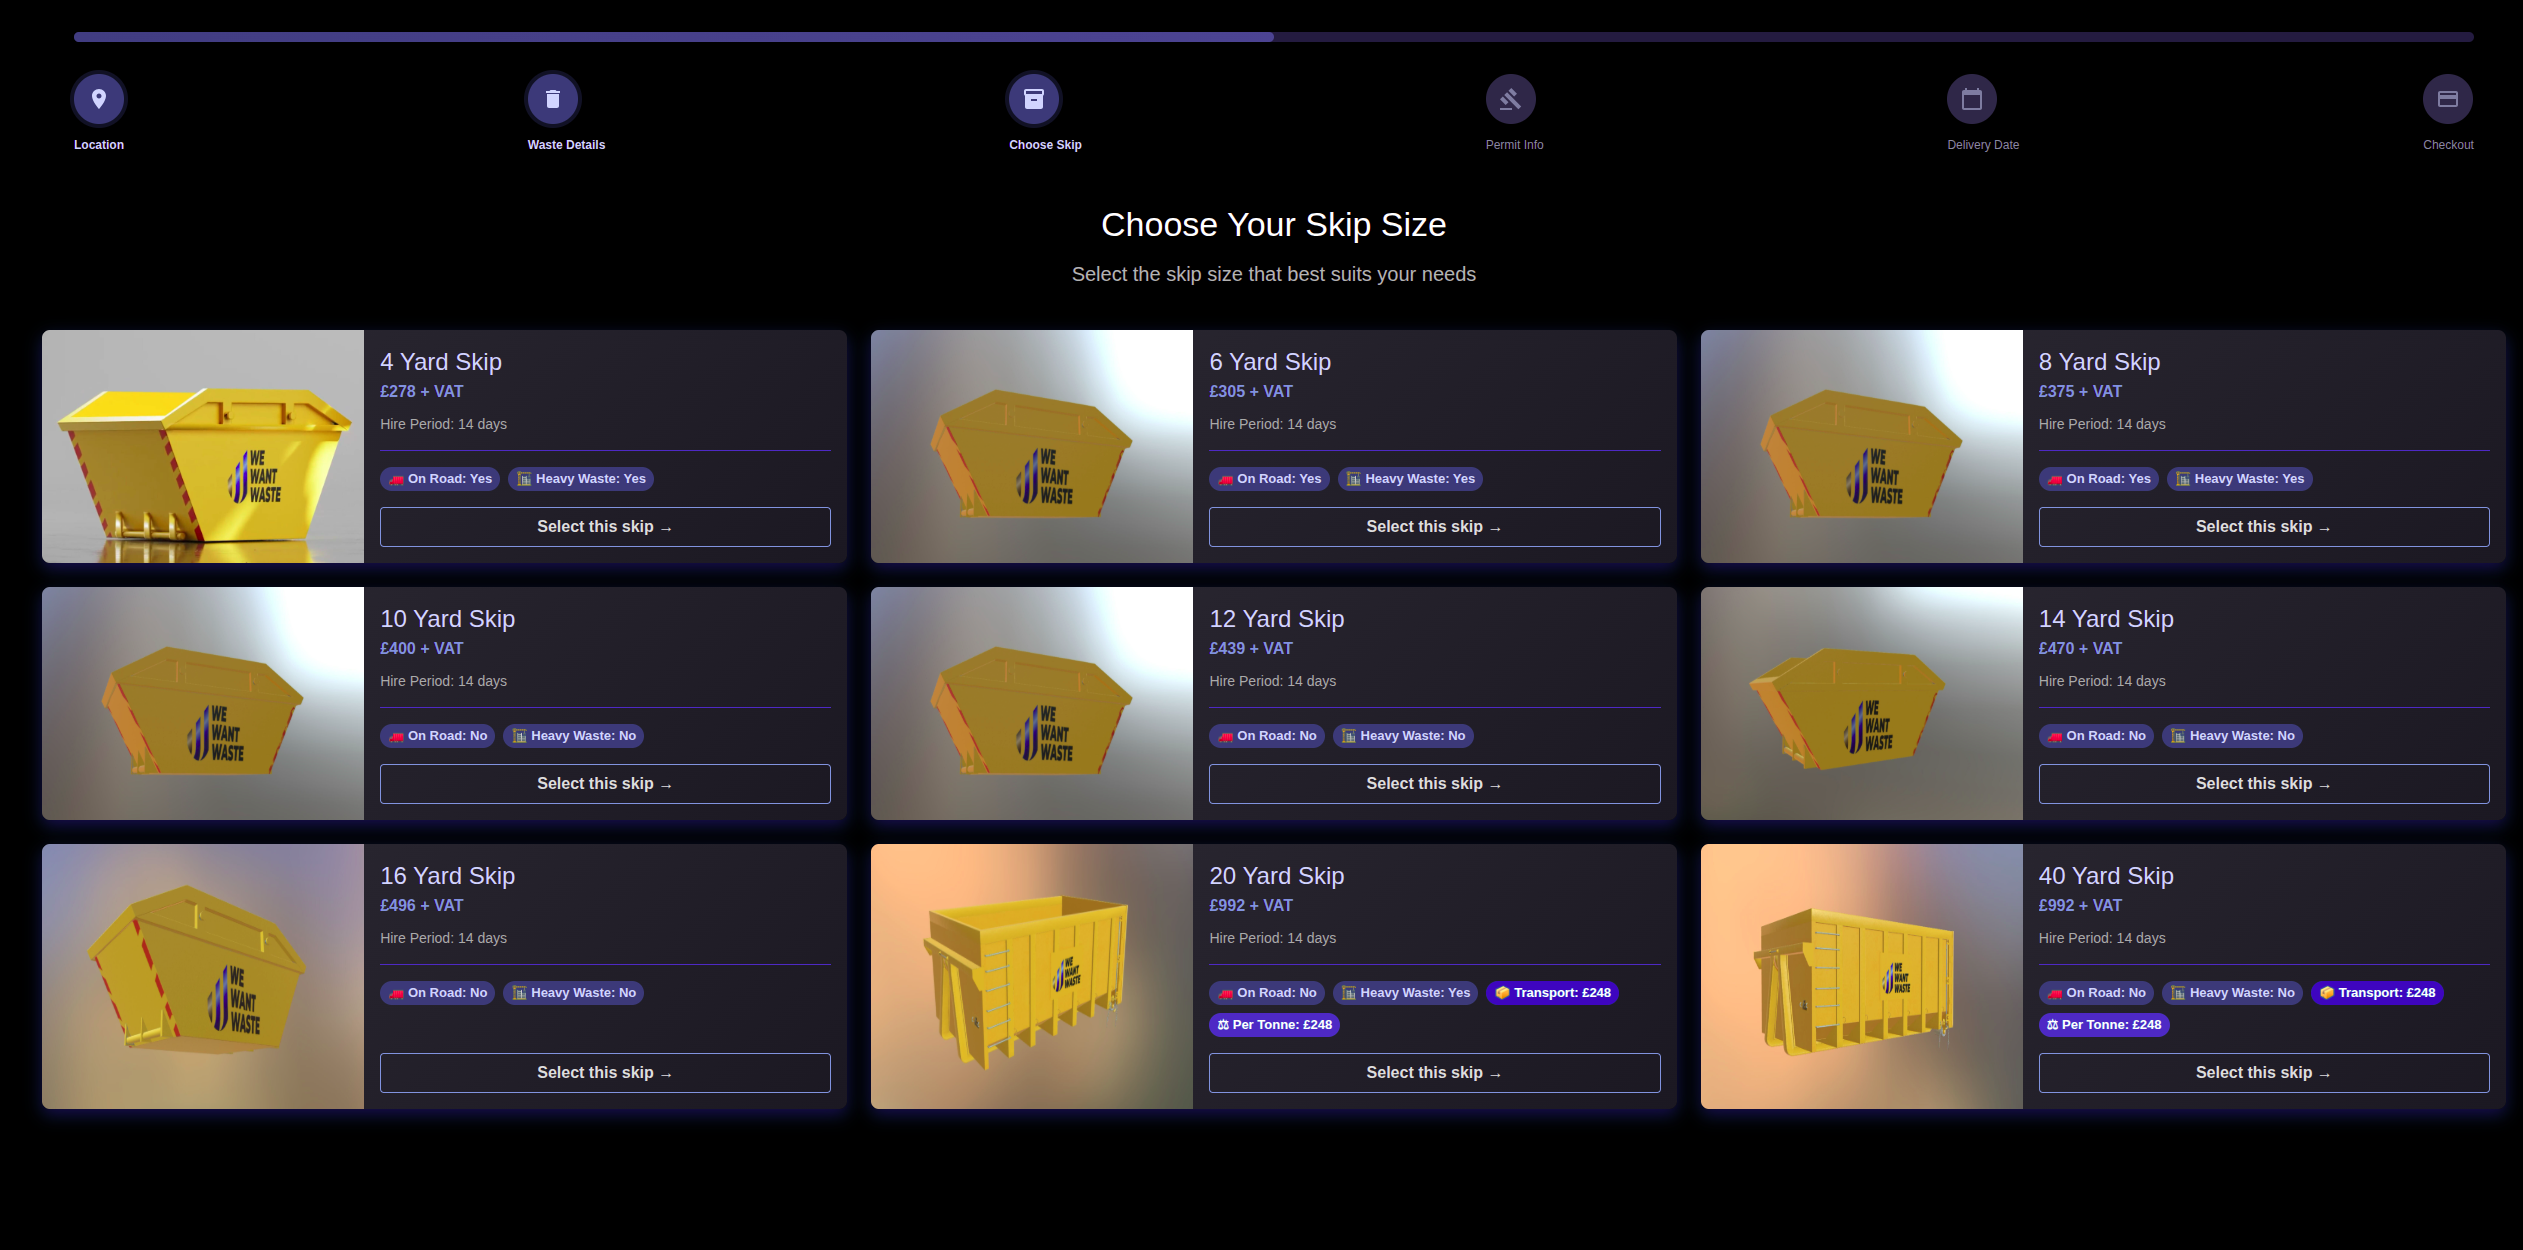 Location
Waste Details
Choose Skip
Permit Info
Delivery Date
Checkout
Choose Your Skip Size
Select the skip size that best suits your needs
WE
WANT
WASTE
4 Yard Skip
£278 + VAT
Hire Period: 14 days
🚛 On Road: Yes 🏗 Heavy Waste: Yes
Select this skip →
WE
WANT
WASTE
6 Yard Skip
£305 + VAT
Hire Period: 14 days
🚛 On Road: Yes 🏗 Heavy Waste: Yes
Select this skip →
WE
WANT
WASTE
8 Yard Skip
£375 + VAT
Hire Period: 14 days
🚛 On Road: Yes 🏗 Heavy Waste: Yes
Select this skip →
WE
WANT
WASTE
10 Yard Skip
£400 + VAT
Hire Period: 14 days
🚛 On Road: No 🏗 Heavy Waste: No
Select this skip →
WE
WANT
WASTE
12 Yard Skip
£439 + VAT
Hire Period: 14 days
🚛 On Road: No 🏗 Heavy Waste: No
Select this skip →
WE
WANT
WASTE
14 Yard Skip
£470 + VAT
Hire Period: 14 days
🚛 On Road: No 🏗 Heavy Waste: No
Select this skip →
WE
WANT
WASTE
16 Yard Skip
£496 + VAT
Hire Period: 14 days
🚛 On Road: No 🏗 Heavy Waste: No
Select this skip →
WE
WANT
WASTE
20 Yard Skip
£992 + VAT
Hire Period: 14 days
🚛 On Road: No 🏗 Heavy Waste: Yes 📦 Transport: £248
⚖ Per Tonne: £248
Select this skip →
WE
WANT
WASTE
40 Yard Skip
£992 + VAT
Hire Period: 14 days
🚛 On Road: No 🏗 Heavy Waste: No 📦 Transport: £248
⚖ Per Tonne: £248
Select this skip →